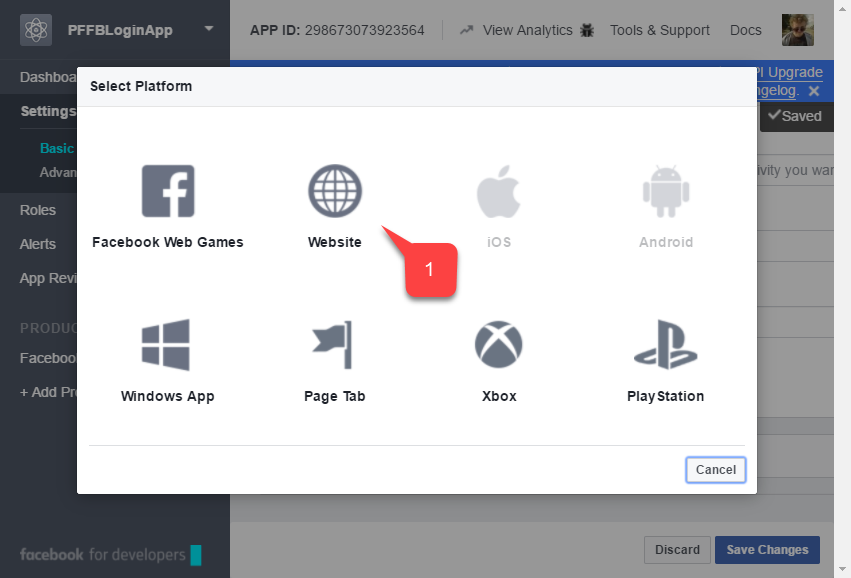 PFFBLoginApp
APP ID: 298673073923564
View Analytics
Tools & Support
Docs
Dashboa
PI Upgrade
ngelog.
Select Platform
Settings
Saved
Basic
Advan
ivity you wan
Roles
Alerts
App Revi
Facebook Web Games
Website
iOS
Android
1
PRODUC
Faceboo
+ Add Pro
Windows App
Page Tab
Xbox
PlayStation
Cancel
facebook for developers
Discard
Save Changes